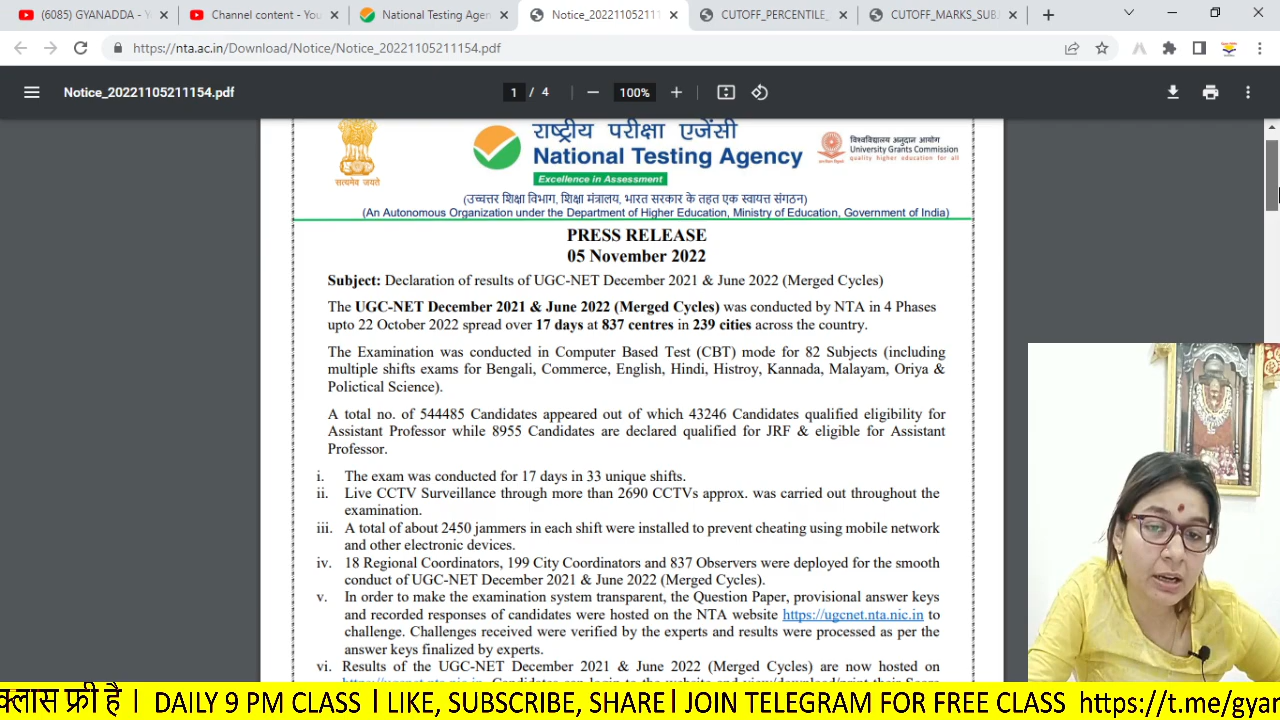 (6085) GYANADDA - Y
Channel content - You
National Testing Agen
Notice_2022110521115
CUTOFF_PERCENTILE_
CUTOFF_MARKS_SUB
https://nta.ac.in/Download/Notice/Notice_20221105211154.pdf
Notice_20221105211154.pdf
1 / 4
100%
राष्ट्रीय परीक्षा एजेंसी
National Testing Agency
Excellence in Assessment
सत्यमेव जयते
विश्वविद्यालय अनुदान आयोग
University Grants Commission
quality higher education for all
(उच्चत्तर शिक्षा विभाग, शिक्षा मंत्रालय, भारत सरकार के तहत एक स्वायत्त संगठन)
(An Autonomous Organization under the Department of Higher Education, Ministry of Education, Government of India)
PRESS RELEASE
05 November 2022
Subject: Declaration of results of UGC-NET December 2021 & June 2022 (Merged Cycles)
The UGC-NET December 2021 & June 2022 (Merged Cycles) was conducted by NTA in 4 Phases
upto 22 October 2022 spread over 17 days at 837 centres in 239 cities across the country.
The Examination was conducted in Computer Based Test (CBT) mode for 82 Subjects (including
multiple shifts exams for Bengali, Commerce, English, Hindi, Histroy, Kannada, Malayam, Oriya &
Polictical Science).
A total no. of 544485 Candidates appeared out of which 43246 Candidates qualified eligibility for
Assistant Professor while 8955 Candidates are declared qualified for JRF & eligible for Assistant
Professor.
i. The exam was conducted for 17 days in 33 unique shifts.
ii. Live CCTV Surveillance through more than 2690 CCTVs approx. was carried out throughout the
examination.
iii. A total of about 2450 jammers in each shift were installed to prevent cheating using mobile network
and other electronic devices.
iv. 18 Regional Coordinators, 199 City Coordinators and 837 Observers were deployed for the smooth
conduct of UGC-NET December 2021 & June 2022 (Merged Cycles).
v. In order to make the examination system transparent, the Question Paper, provisional answer keys
and recorded responses of candidates were hosted on the NTA website https://ugcnet.nta.nic.in to
challenge. Challenges received were verified by the experts and results were processed as per the
answer keys finalized by experts.
vi. Results of the UGC-NET December 2021 & June 2022 (Merged Cycles) are now hosted on
क्लास फ्री है । DAILY 9 PM CLASS । LIKE, SUBSCRIBE, SHARE। JOIN TELEGRAM FOR FREE CLASS https://t.me/gyan